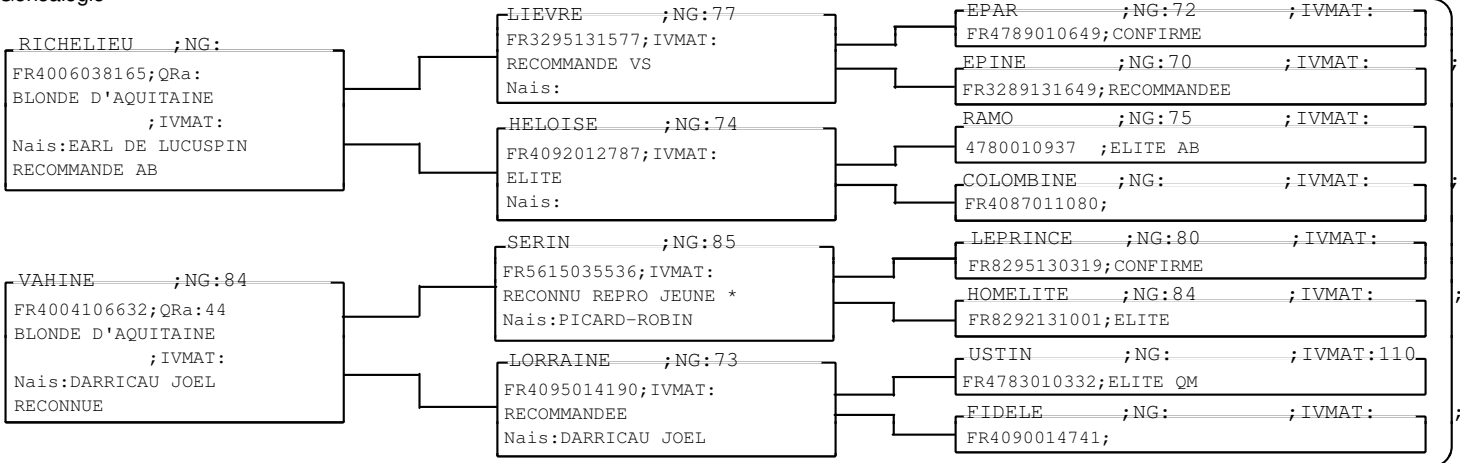 Généalogie
RICHELIEU ;NG:
FR4006038165;QRa:
BLONDE D'AQUITAINE
;IVMAT:
Nais:EARL DE LUCUSPIN
RECOMMANDE AB
VAHINE ;NG:84
FR4004106632;QRa:44
BLONDE D'AQUITAINE
;IVMAT:
Nais:DARRICAU JOEL
RECONNUE
LIEVRE ;NG:77
FR3295131577;IVMAT:
RECOMMANDE VS
Nais:
HELOISE ;NG:74
FR4092012787;IVMAT:
ELITE
Nais:
SERIN ;NG:85
FR5615035536;IVMAT:
RECONNU REPRO JEUNE *
Nais:PICARD-ROBIN
LORRAINE ;NG:73
FR4095014190;IVMAT:
RECOMMANDEE
Nais:DARRICAU JOEL
EPAR ;NG:72 ;IVMAT:
FR4789010649;CONFIRME
EPINE ;NG:70 ;IVMAT: ;
FR3289131649;RECOMMANDEE
RAMO ;NG:75 ;IVMAT:
4780010937 ;ELITE AB
COLOMBINE ;NG: ;IVMAT: ;
FR4087011080;
LEPRINCE ;NG:80 ;IVMAT:
FR8295130319;CONFIRME
HOMELITE ;NG:84 ;IVMAT: ;
FR8292131001;ELITE
USTIN ;NG: ;IVMAT:110
FR4783010332;ELITE QM
FIDELE ;NG: ;IVMAT: ;
FR4090014741;